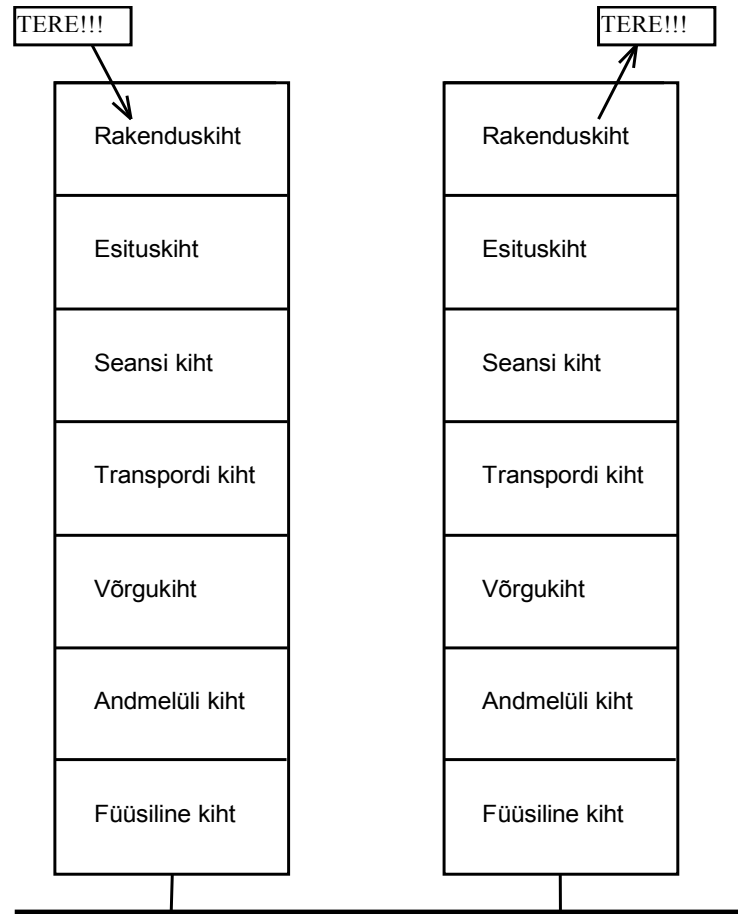 TERE!!!
TERE!!!
Rakenduskiht
Rakenduskiht
Esituskiht
Esituskiht
Seansi kiht
Seansi kiht
Transpordi kiht
Transpordi kiht
Võrgukiht
Võrgukiht
Andmelüli kiht
Andmelüli kiht
Füüsiline kiht
Füüsiline kiht